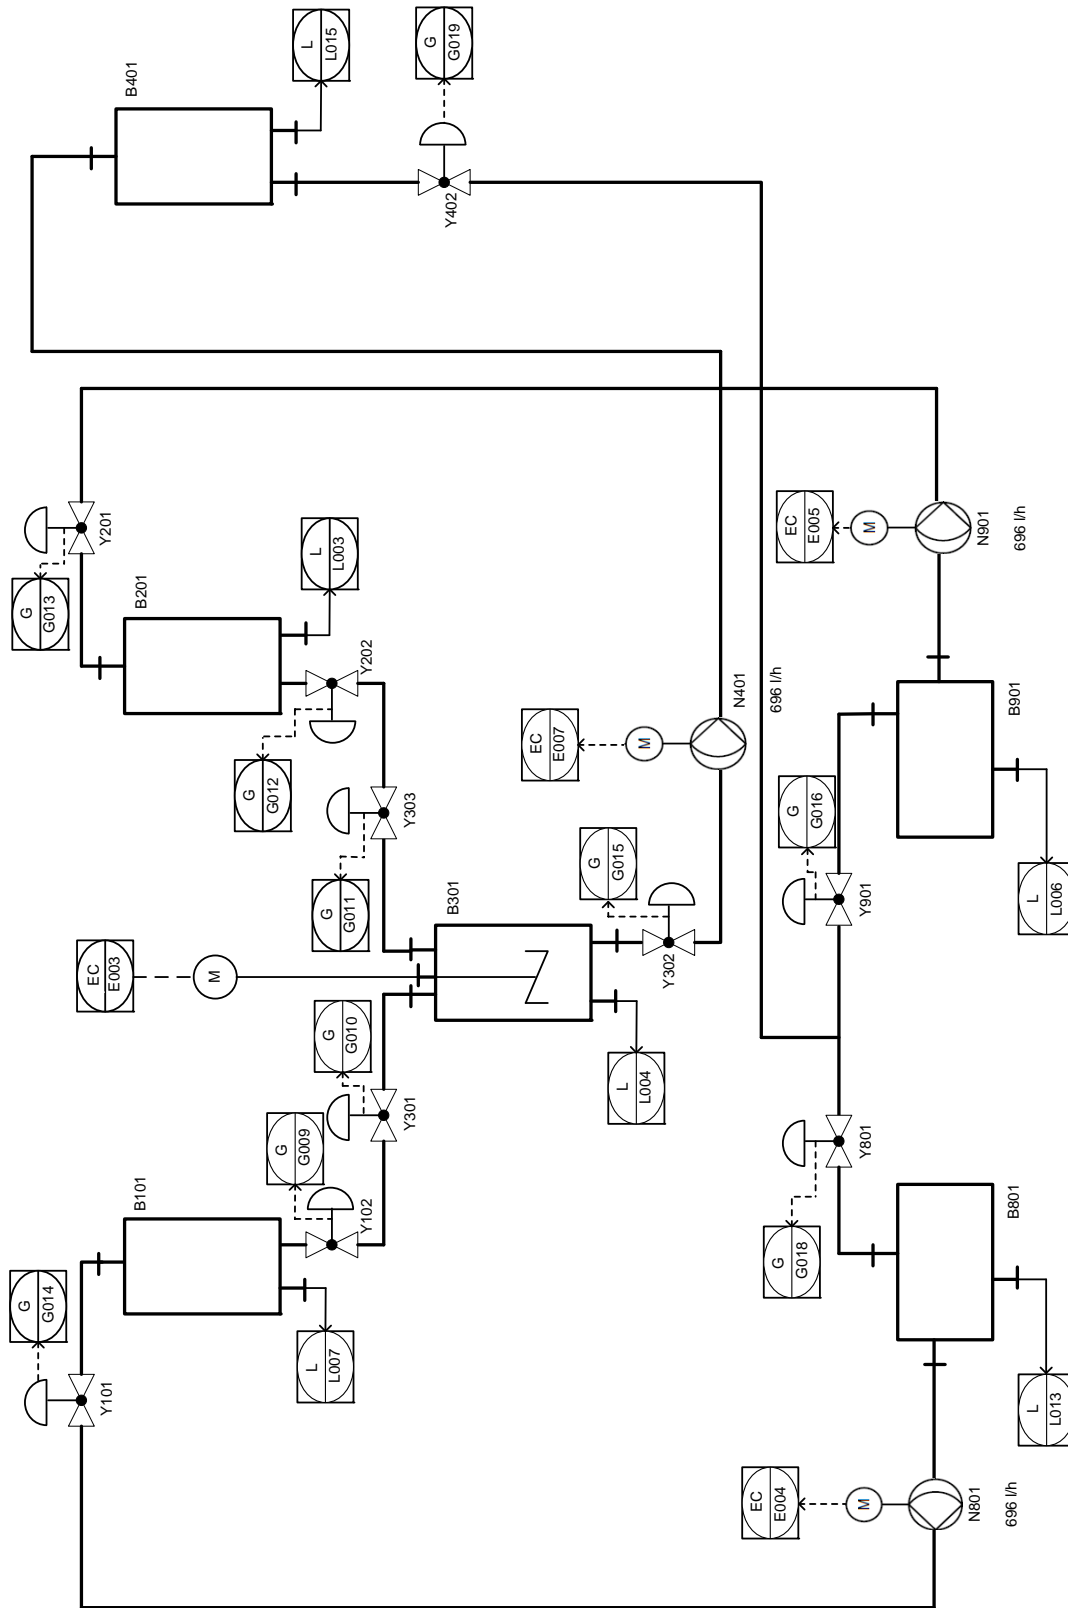 G
G014
G
G013
Y101
Y201
EC
E003
B101
B201
B401
M
G
G009
G
G012
L
L007
L
L003
L
L015
G
G010
G
G011
Y102
Y202
Y301
Y303
G
G019
Y402
B301
EC
E007
G
G015
L
L004
M
Y302
N401
696 l/h
EC
E004
G
G018
G
G016
EC
E005
M
Y801
Y901
M
N801
696 l/h
B801
B901
N901
696 l/h
L
L013
L
L006